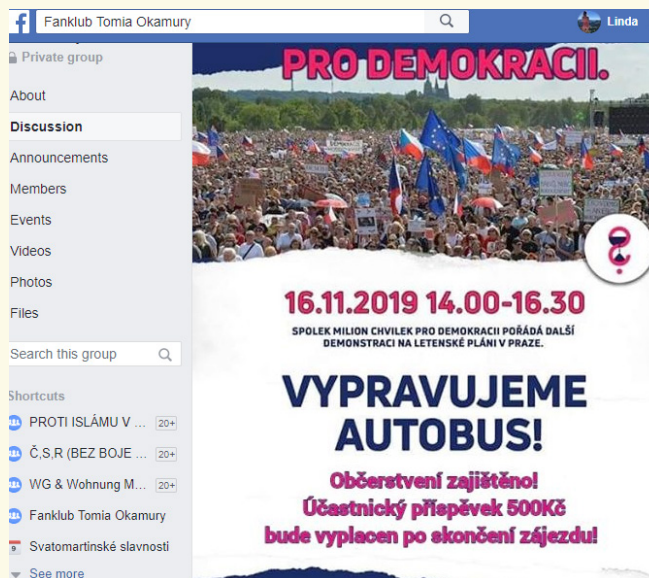 Fanklub Tomia Okamury
Linda
Private group
About
Discussion
Announcements
Members
Events
Videos
Photos
Files
Search this group
Shortcuts
PROTI ISLÁMU V ... 20+
Č,S,R (BEZ BOJE ... 20+
WG & Wohnung M... 20+
Fanklub Tomia Okamury
9 Svatomartinské slavnosti
See more
PRO DEMOKRACII.
16.11.2019 14.00-16.30
SPOLEK MILION CHVILEK PRO DEMOKRACII POŘÁDÁ DALŠÍ
DEMONSTRACI NA LETENSKÉ PLÁNI V PRAZE.
VYPRAVUJEME
AUTOBUS!
Občerstvení zajištěno!
Účastnický příspěvek 500Kč
bude vyplacen po skončení zájezdu!